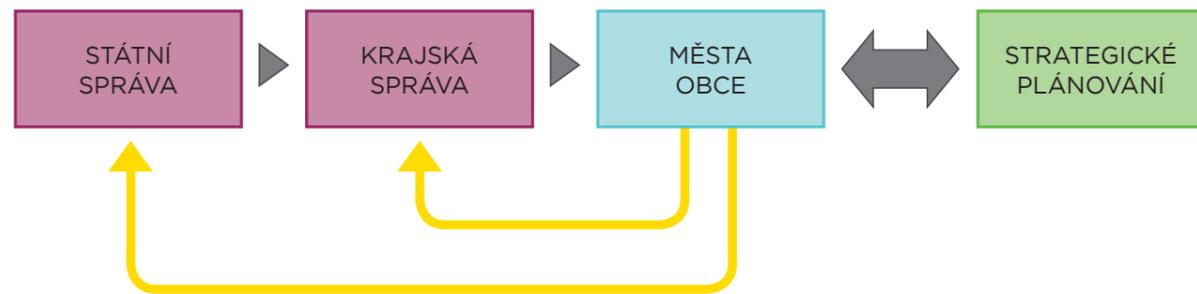 STÁTNÍ
SPRÁVA
KRAJSKÁ
SPRÁVA
MĚSTA
OBCE
STRATEGICKÉ
PLÁNOVÁNÍ